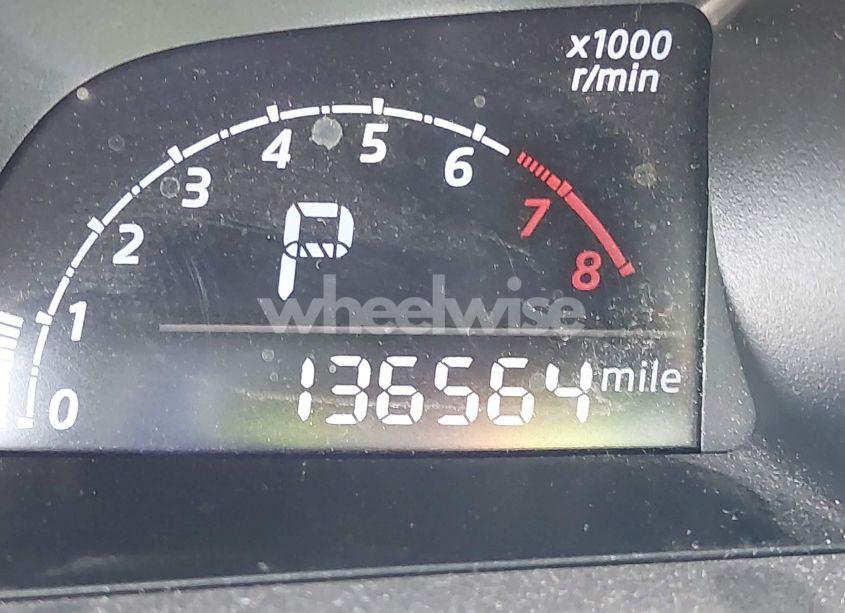 x1000
r/min
0 1 2 3 4 5 6 7 8
P
wheelwise
136564 mile